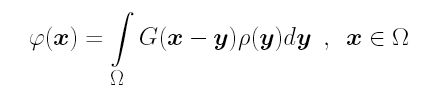 φ(x) = ∫_Ω G(x − y)ρ(y)dy , x ∈ Ω